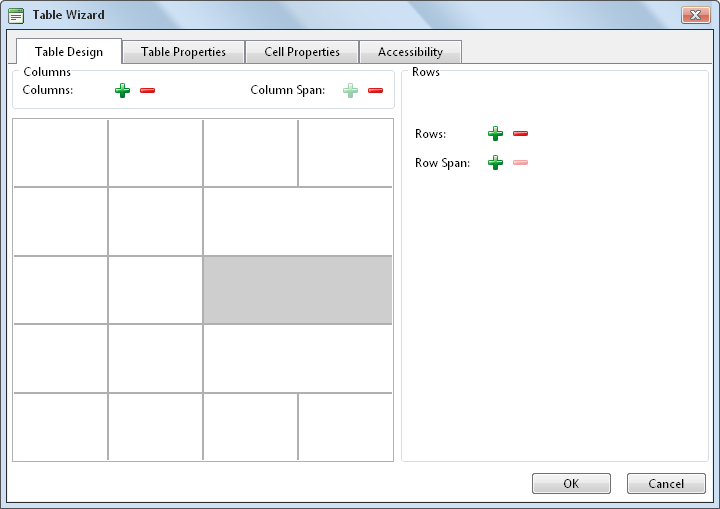 Table Wizard
Table Design
Table Properties
Cell Properties
Accessibility
Columns
Columns:
Column Span:
Rows
Rows:
Row Span:
OK
Cancel